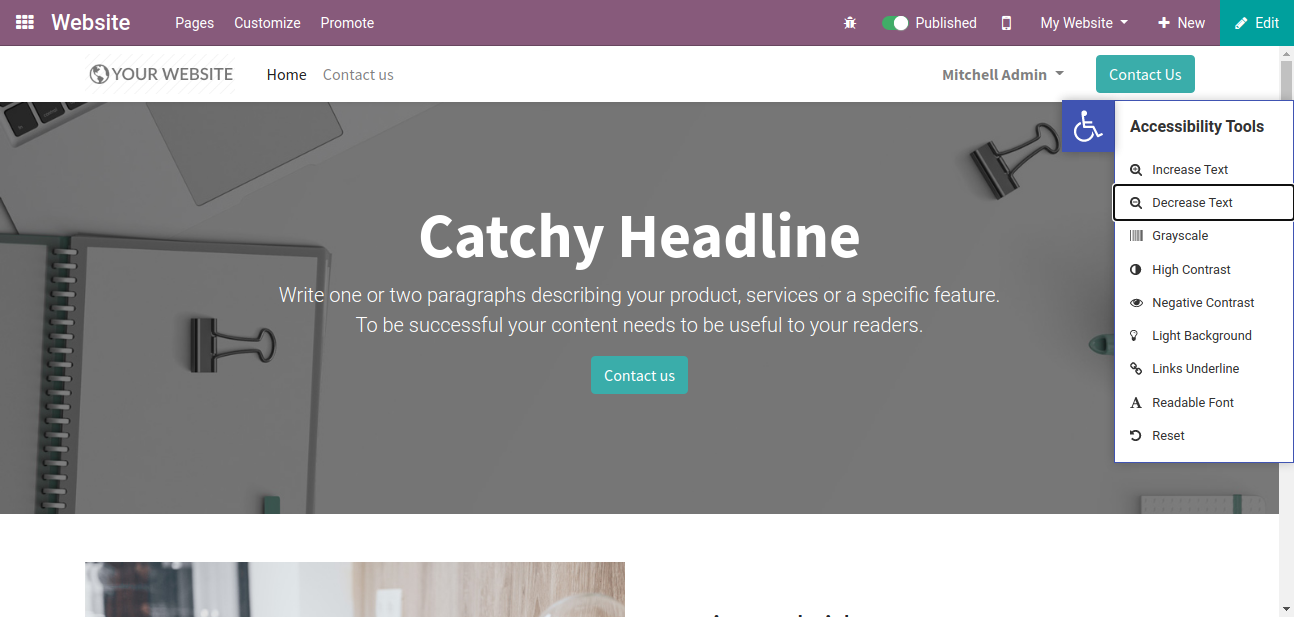 Website Pages Customize Promote Published My Website New Edit
YOUR WEBSITE Home Contact us Mitchell Admin Contact Us
Accessibility Tools
Increase Text
Decrease Text
Grayscale
High Contrast
Negative Contrast
Light Background
Links Underline
Readable Font
Reset
Catchy Headline
Write one or two paragraphs describing your product, services or a specific feature.
To be successful your content needs to be useful to your readers.
Contact us